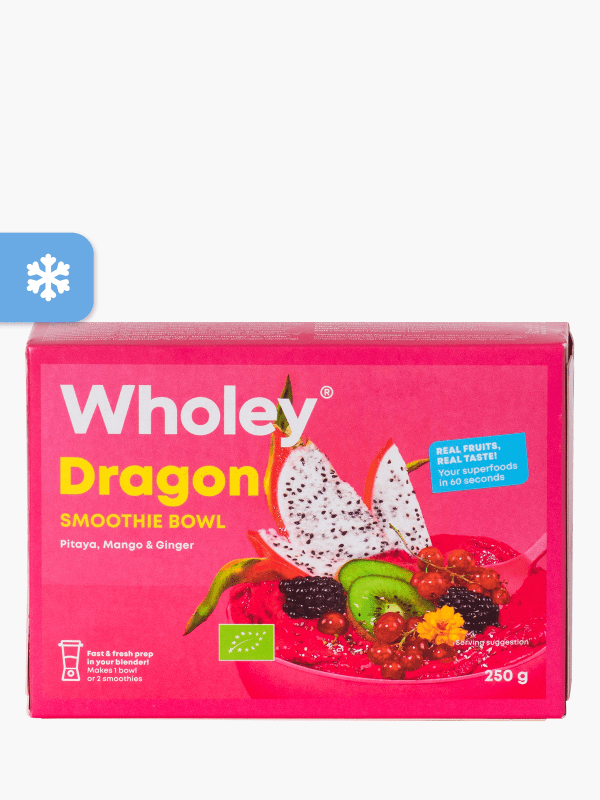 Wholey®
Dragon
SMOOTHIE BOWL
Pitaya, Mango & Ginger
REAL FRUITS,
REAL TASTE!
Your superfoods
in 60 seconds
Fast & fresh prep
in your blender!
Makes 1 bowl
or 2 smoothies
Serving suggestion
250 g